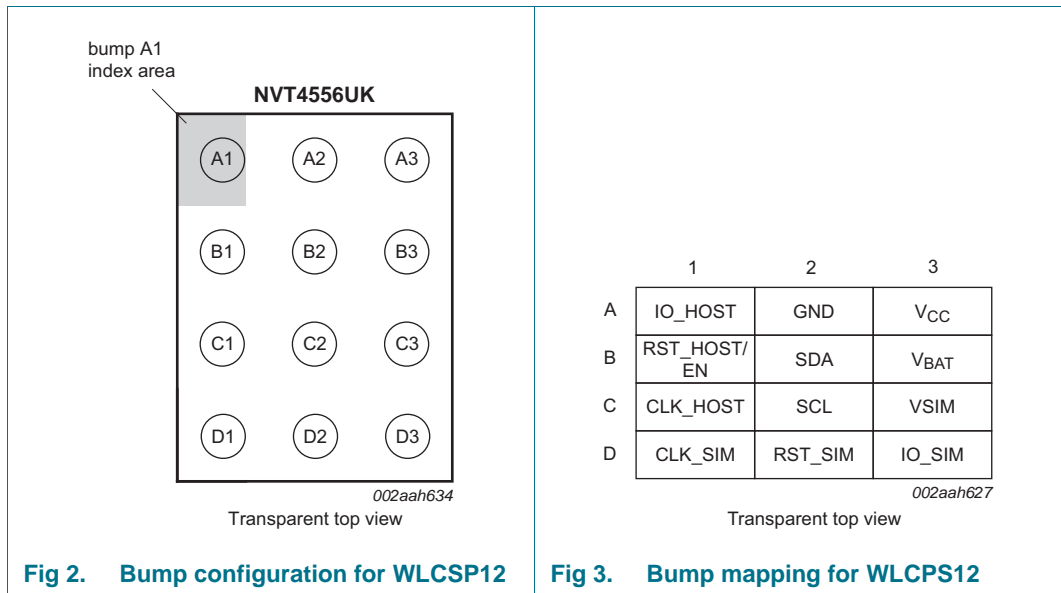 bump A1
index area
NVT4556UK
A1 A2 A3
B1 B2 B3
C1 C2 C3
D1 D2 D3
002aah634
Transparent top view
Fig 2. Bump configuration for WLCSP12
1 2 3
A IO_HOST GND VCC
B RST_HOST/EN SDA VBAT
C CLK_HOST SCL VSIM
D CLK_SIM RST_SIM IO_SIM
002aah627
Transparent top view
Fig 3. Bump mapping for WLCPS12